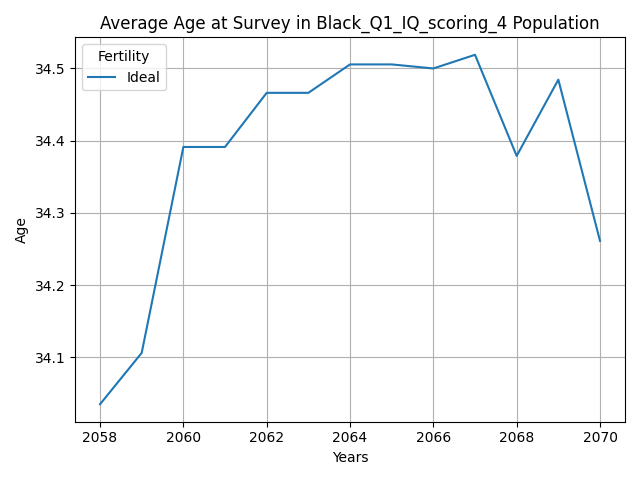 Average Age at Survey in Black_Q1_IQ_scoring_4 Population
Fertility
Ideal
34.5
34.4
34.3
34.2
34.1
Age
2058
2060
2062
2064
2066
2068
2070
Years